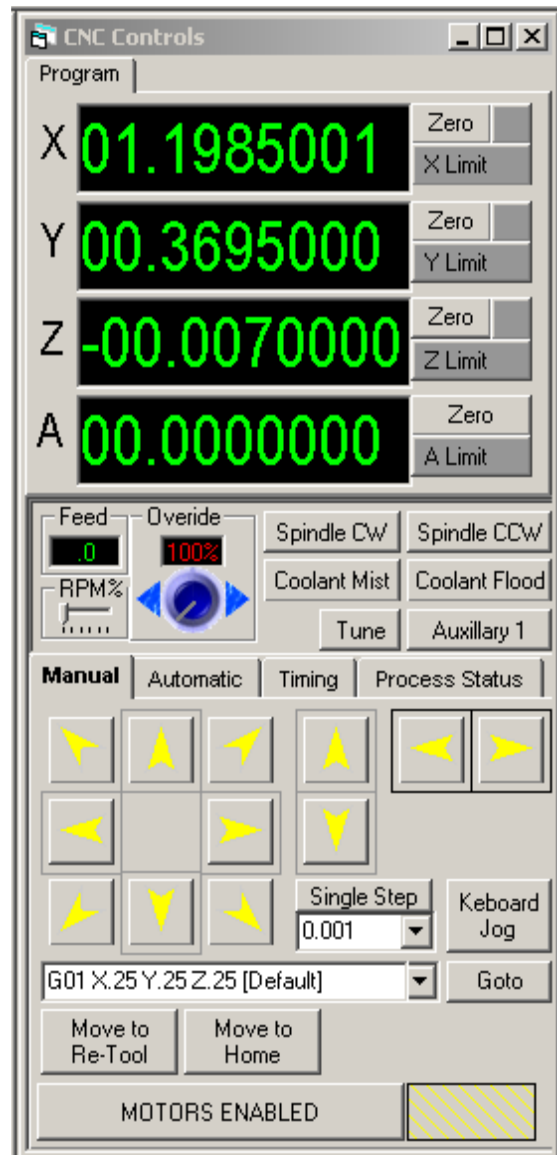 CNC Controls
Program
X 01.1985001 Zero
X Limit
Y 00.3695000 Zero
Y Limit
Z -00.0070000 Zero
Z Limit
A 00.0000000 Zero
A Limit
Feed Overide
.0 100% Spindle CW Spindle CCW
RPM% Coolant Mist Coolant Flood
Tune Auxillary 1
Manual Automatic Timing Process Status
Single Step
0.001
Keboard
Jog
G01 X.25 Y.25 Z.25 [Default] Goto
Move to
Re-Tool
Move to
Home
MOTORS ENABLED